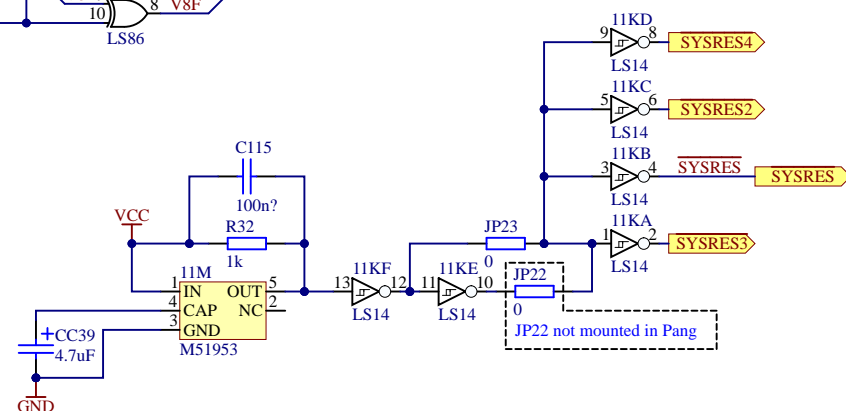 10
8
V8F
LS86
11KD
9
8
SYSRES4
LS14
11KC
5
6
SYSRES2
LS14
11KB
3
4
SYSRES
SYSRES
LS14
11KA
1
2
SYSRES3
LS14
C115
100n?
VCC
R32
1k
JP23
0
11M
1
IN
OUT
5
4
CAP
NC
2
3
GND
M51953
13
11KF
12
LS14
11
11KE
10
LS14
JP22
0
JP22 not mounted in Pang
+
CC39
4.7uF
GND